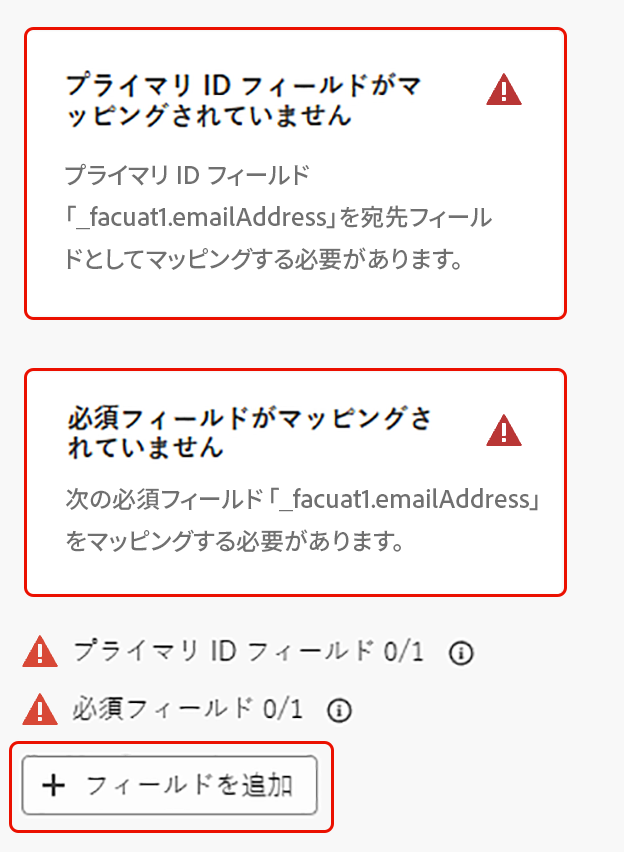 プライマリ ID フィールドがマ
ッピングされていません
プライマリ ID フィールド
「_facuat1.emailAddress」を宛先フィール
ドとしてマッピングする必要があります。
必須フィールドがマッピングさ
れていません
次の必須フィールド「_facuat1.emailAddress」
をマッピングする必要があります。
プライマリ ID フィールド 0/1
必須フィールド 0/1
+ フィールドを追加